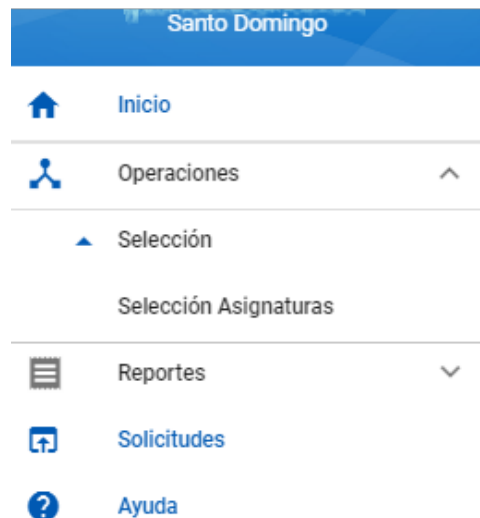 Santo Domingo
Inicio
Operaciones
Selección
Selección Asignaturas
Reportes
Solicitudes
Ayuda